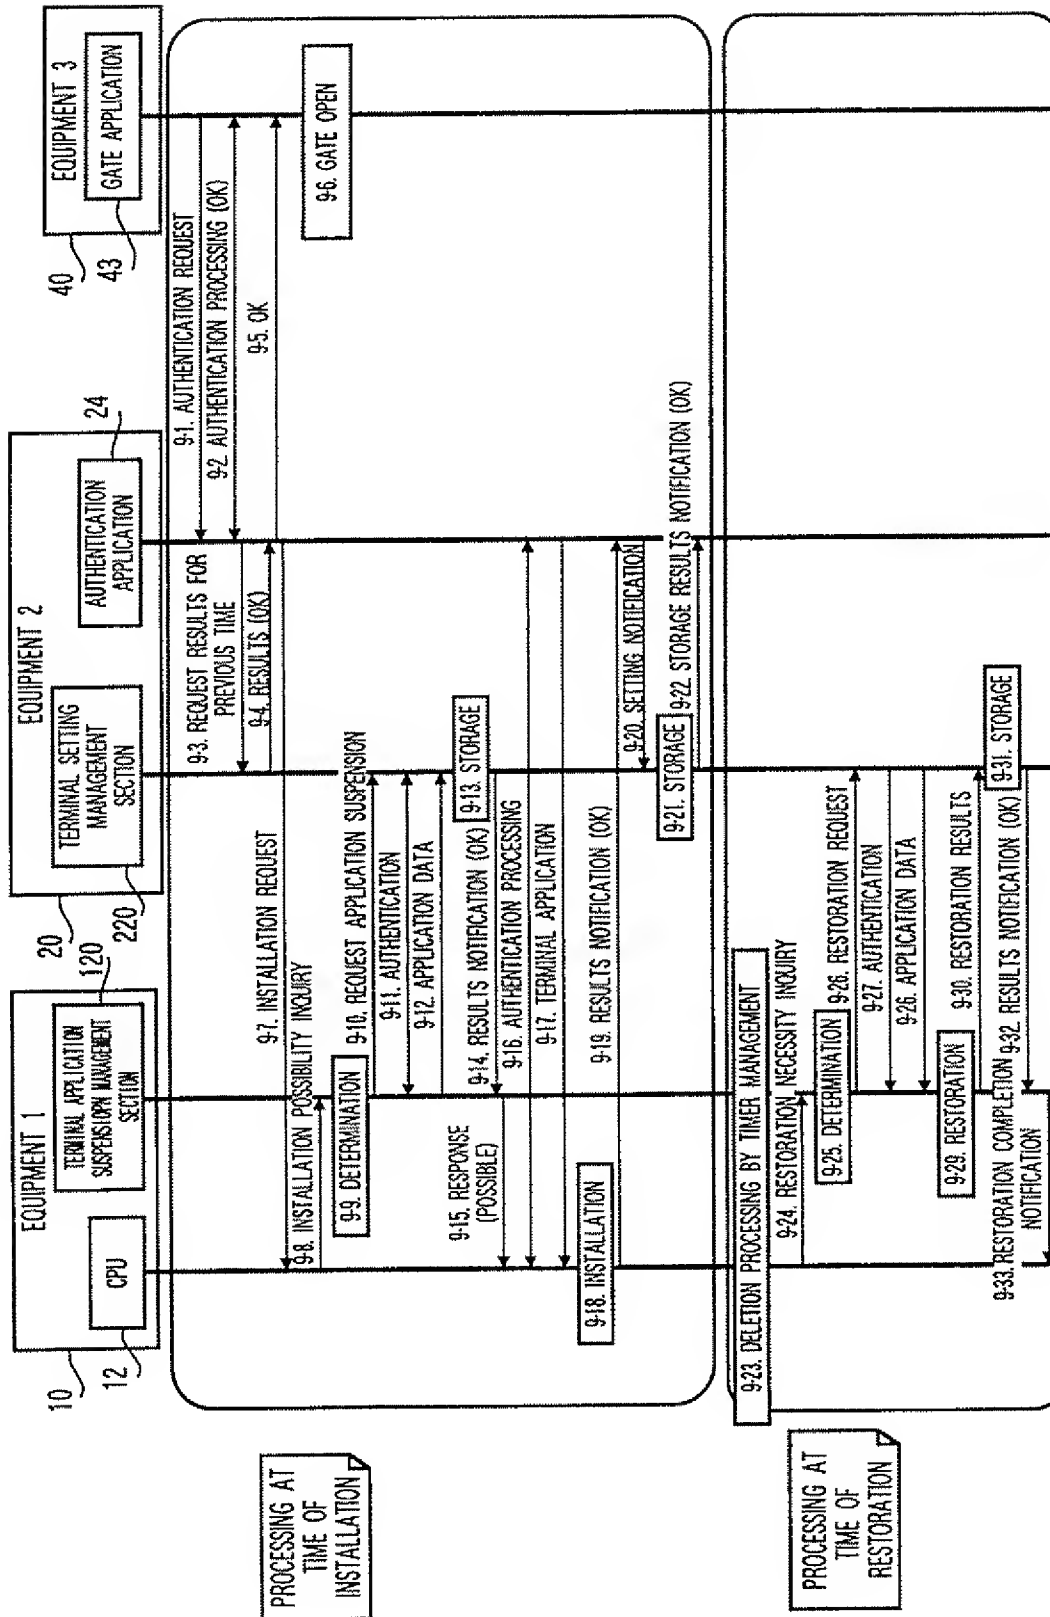 EQUIPMENT 1
10
CPU
12
TERMINAL APPLICATION
SUSPENSIOPN MANAGEMENT
SECTION
120
EQUIPMENT 2
20
TERMINAL SETTING
MANAGEMENT
SECTION
220
AUTHENTICATION
APPLICATION
24
EQUIPMENT 3
40
GATE APPLICATION
43
PROCESSING AT
TIME OF
INSTALLATION
9-1. AUTHENTICATION REQUEST
9-2. AUTHENTICATION PROCESSING (OK)
9-3. REQUEST RESULTS FOR
PREVIOUS TIME
9-4. RESULTS (OK)
9-5. OK
9-6. GATE OPEN
9-7. INSTALLATION REQUEST
9-8. INSTALLATION POSSIBILITY INQUIRY
9-9. DETERMINATION
9-10. REQUEST APPLICATION SUSPENSION
9-11. AUTHENTICATION
9-12. APPLICATION DATA
9-13. STORAGE
9-14. RESULTS NOTIFICATION (OK)
9-15. RESPONSE
(POSSIBLE)
9-16. AUTHENTICATION PROCESSING
9-17. TERMINAL APPLICATION
9-18. INSTALLATION
9-19. RESULTS NOTIFICATION (OK)
9-20. SETTING NOTIFICATION
9-21. STORAGE
9-22. STORAGE RESULTS NOTIFICATION (OK)
PROCESSING AT
TIME OF
RESTORATION
9-23. DELETION PROCESSING BY TIMER MANAGEMENT
9-24. RESTORATION NECESSITY INQUIRY
9-25. DETERMINATION
9-26. RESTORATION REQUEST
9-27. AUTHENTICATION
9-26. APPLICATION DATA
9-29. RESTORATION
9-30. RESTORATION RESULTS
9-31. STORAGE
9-32. RESULTS NOTIFICATION (OK)
9-33. RESTORATION COMPLETION
NOTIFICATION